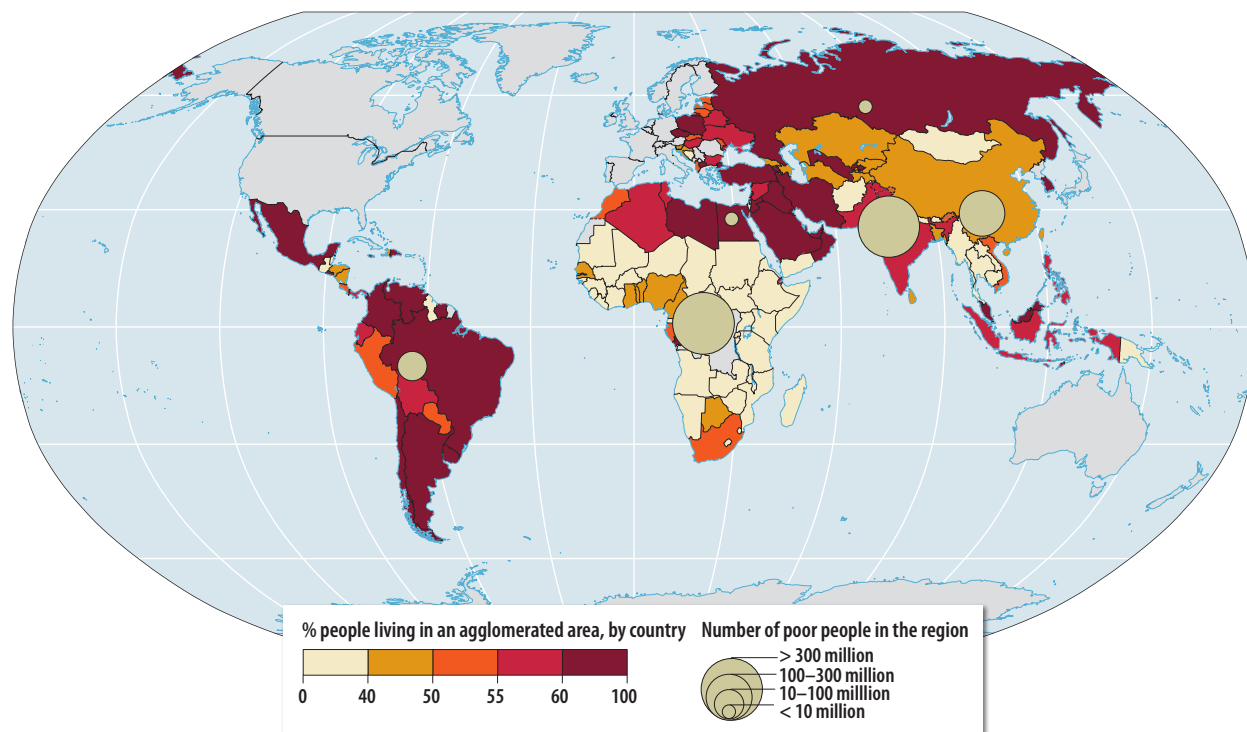 % people living in an agglomerated area, by country
0 40 50 55 60 100
Number of poor people in the region
> 300 million
100–300 million
10–100 milllion
< 10 million